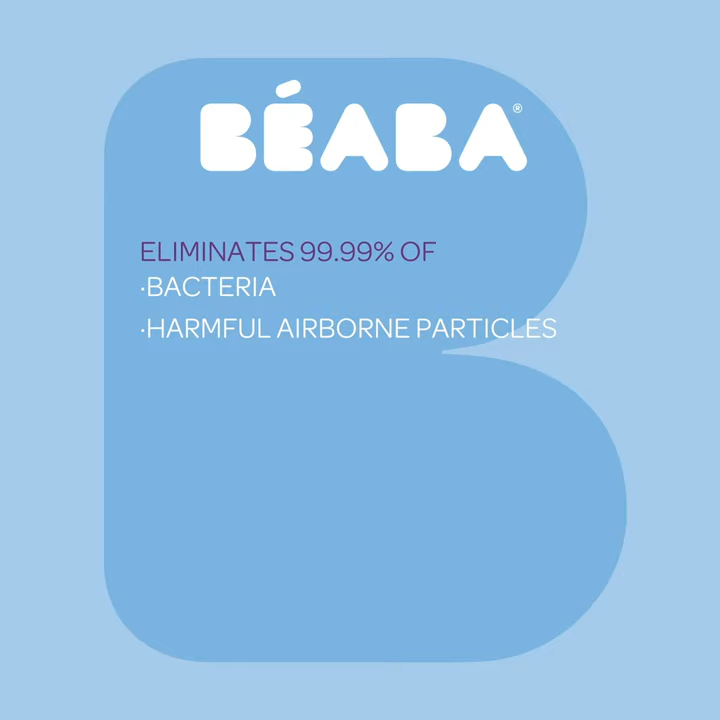 BÉABA®
ELIMINATES 99.99% OF
·BACTERIA
·HARMFUL AIRBORNE PARTICLES